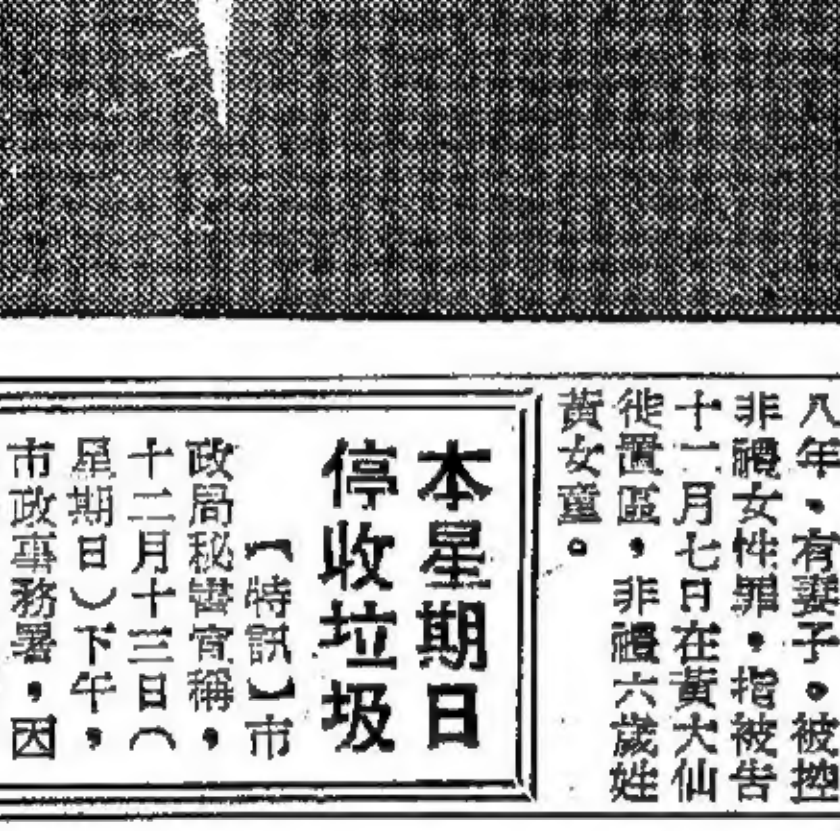 八年，有妻子。被控
非禮女性罪，指被告
十一月七日在黃大仙
徙置區，非禮六歲姓
黃女童。
本星期日
停收垃圾
【特訊】市
政局秘書宣稱，
十二月十三日（
星期日）下午，
市政事務署，因